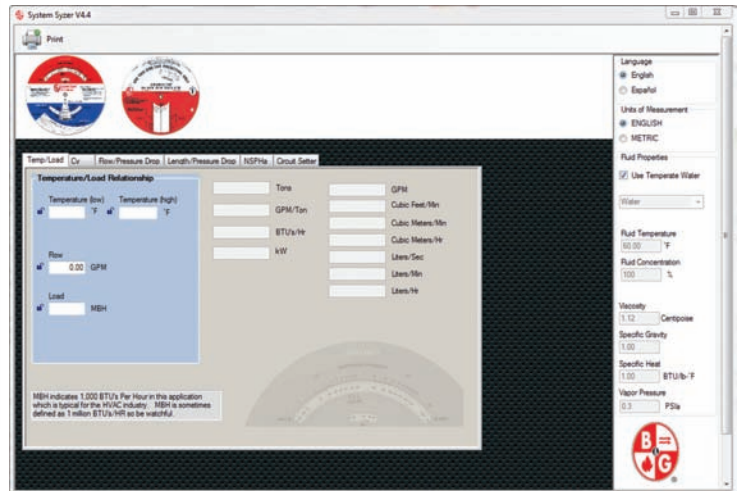 System Syzer V4.4
Print
Temp/Load Cv Flow/Pressure Drop Length/Pressure Drop NSPHa Circuit Setter
Temperature/Load Relationship
Temperature (low) Temperature (high)
°F °F
Flow
0.00 GPM
Load
MBH
Tons
GPM/Ton
BTU's/Hr
kW
GPM
Cubic Feet/Min
Cubic Meters/Min
Cubic Meters/Hr
Liters/Sec
Liters/Min
Liters/Hr
MBH indicates 1,000 BTU's Per Hour in this application
which is typical for the HVAC industry. MBH is sometimes
defined as 1 million BTU's/HR so be watchful.
Language
English
Español
Units of Measurement
ENGLISH
METRIC
Fluid Properties
Use Temperate Water
Water
Fluid Temperature
60.00 °F
Fluid Concentration
100 %
Viscosity
1.12 Centipoise
Specific Gravity
1.00
Specific Heat
1.00 BTU/lb-°F
Vapor Pressure
0.3 PSIa
B G